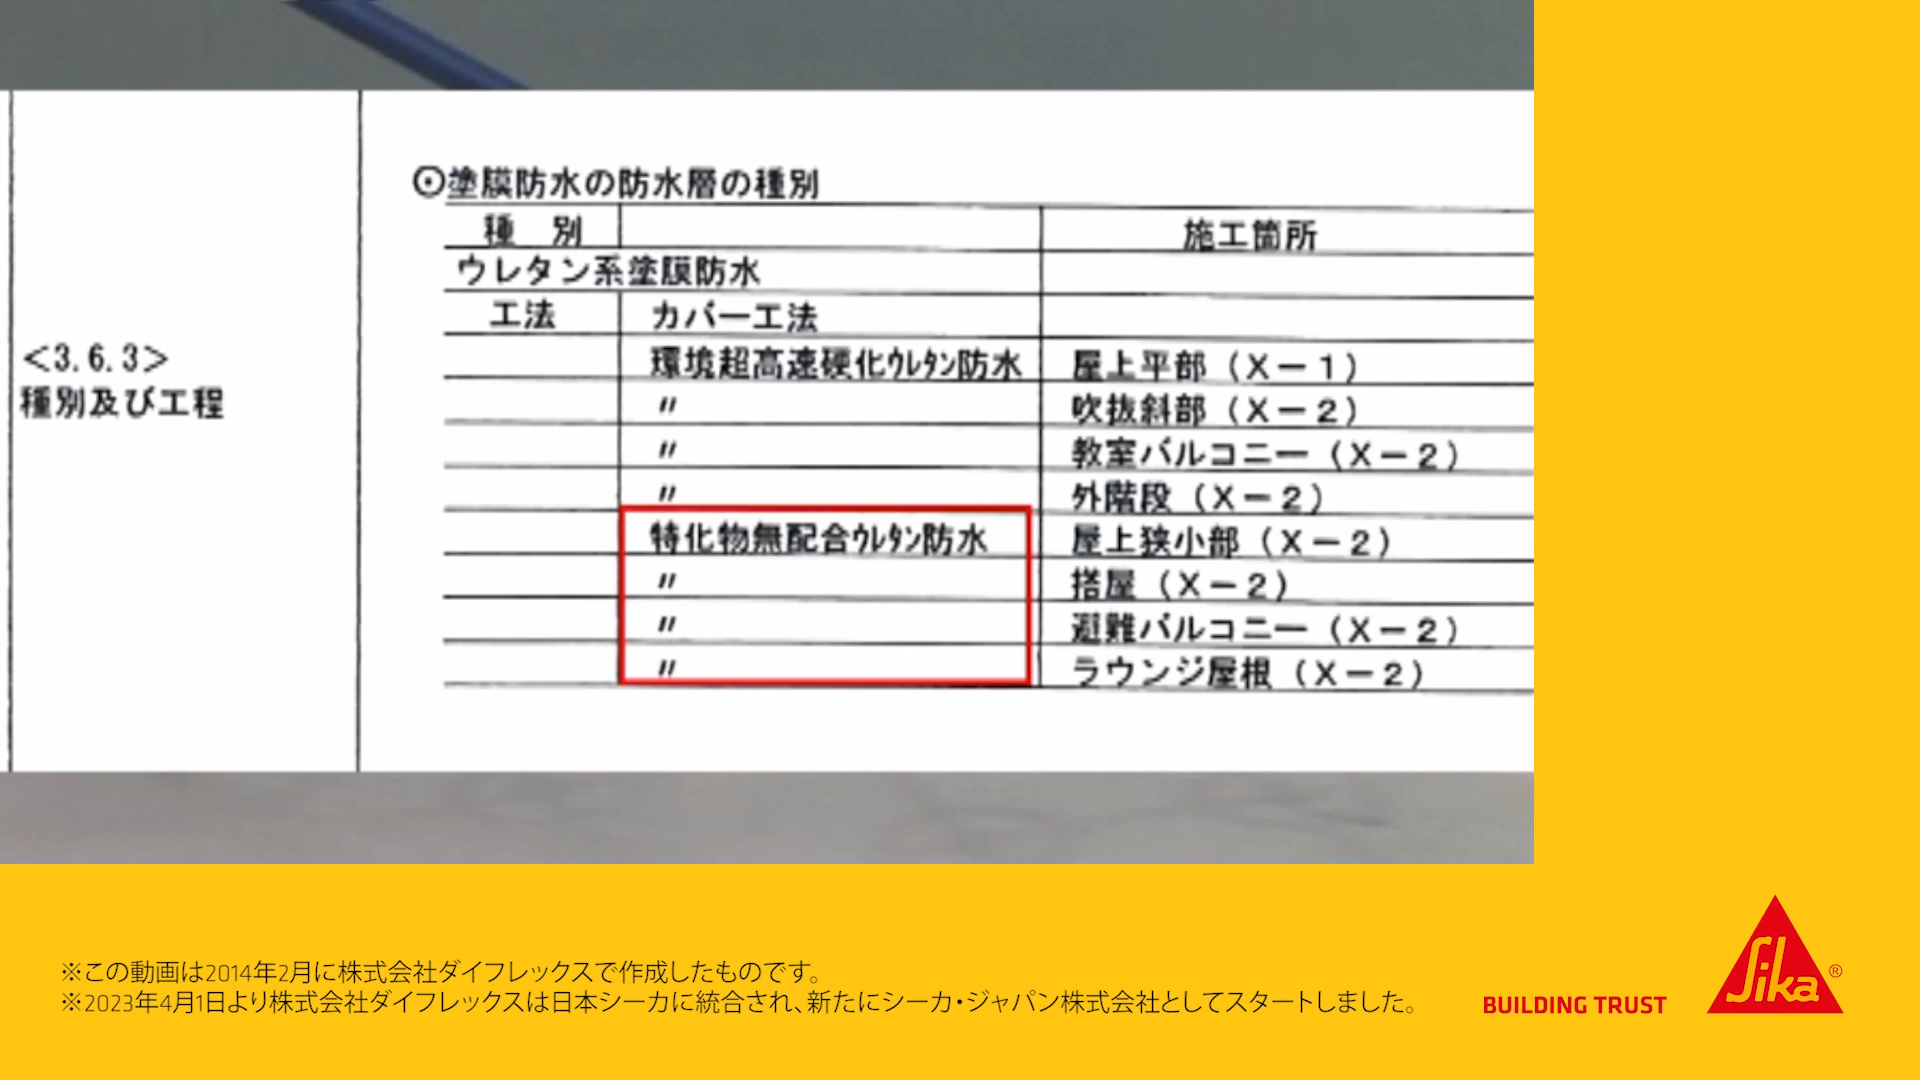 <3.6.3>
種別及び工程
⊙塗膜防水の防水層の種別
種　別 施工箇所
ウレタン系塗膜防水
工法 カバー工法
環境超高速硬化ｳﾚﾀﾝ防水 屋上平部（X－1）
〃 吹抜斜部（X－2）
〃 教室バルコニー（X－2）
〃 外階段（X－2）
特化物無配合ｳﾚﾀﾝ防水 屋上狭小部（X－2）
〃 搭屋（X－2）
〃 避難バルコニー（X－2）
〃 ラウンジ屋根（X－2）
※この動画は2014年2月に株式会社ダイフレックスで作成したものです。
※2023年4月1日より株式会社ダイフレックスは日本シーカに統合され、新たにシーカ・ジャパン株式会社としてスタートしました。
BUILDING TRUST
Sika®